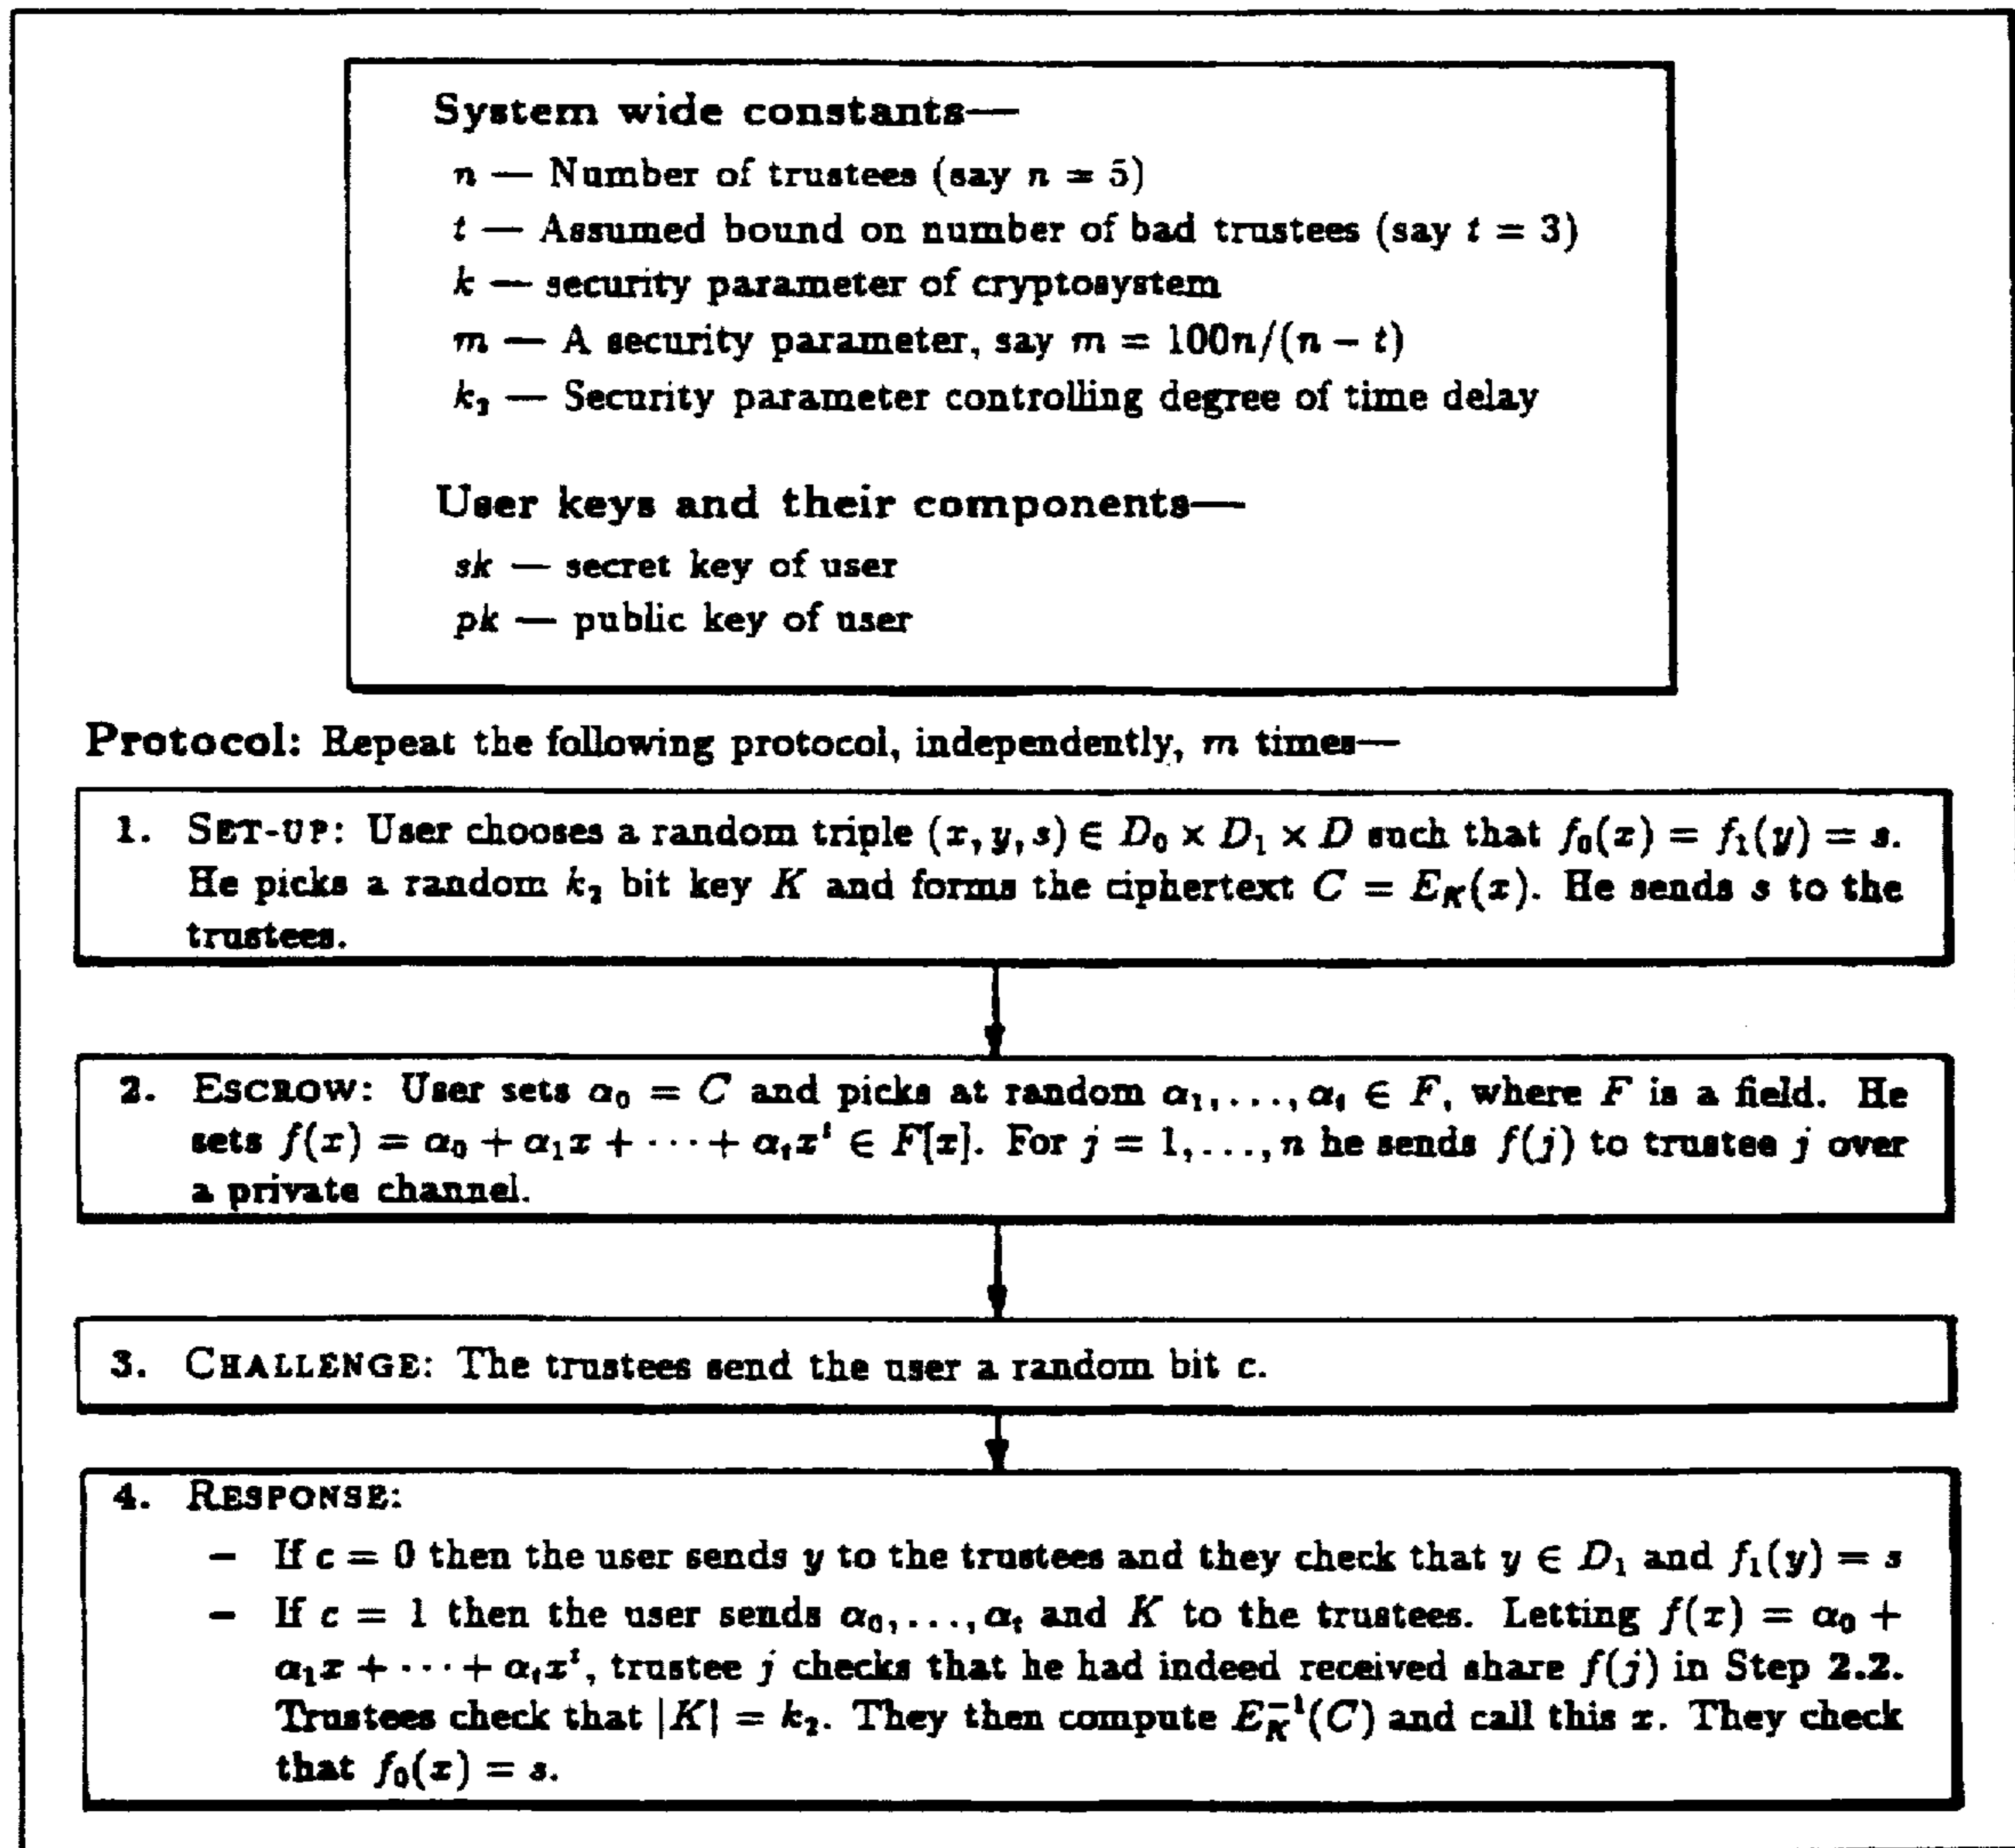 System wide constants—
n — Number of trustees (say n = 5)
t — Assumed bound on number of bad trustees (say t = 3)
k — security parameter of cryptosystem
m — A security parameter, say m = 100n/(n − t)
k₂ — Security parameter controlling degree of time delay
User keys and their components—
sk — secret key of user
pk — public key of user
Protocol: Repeat the following protocol, independently, m times—
1. SET-UP: User chooses a random triple (x, y, s) ∈ D₀ × D₁ × D such that f₀(x) = f₁(y) = s.
He picks a random k₂ bit key K and forms the ciphertext C = E_K(x). He sends s to the
trustees.
2. ESCROW: User sets α₀ = C and picks at random α₁,...,αₜ ∈ F, where F is a field. He
sets f(x) = α₀ + α₁x + ··· + αₜxᵗ ∈ F[x]. For j = 1,...,n he sends f(j) to trustee j over
a private channel.
3. CHALLENGE: The trustees send the user a random bit c.
4. RESPONSE:
– If c = 0 then the user sends y to the trustees and they check that y ∈ D₁ and f₁(y) = s
– If c = 1 then the user sends α₀,...,αₜ and K to the trustees. Letting f(x) = α₀ +
α₁x + ··· + αₜxᵗ, trustee j checks that he had indeed received share f(j) in Step 2.2.
Trustees check that |K| = k₂. They then compute E_K⁻¹(C) and call this x. They check
that f₀(x) = s.